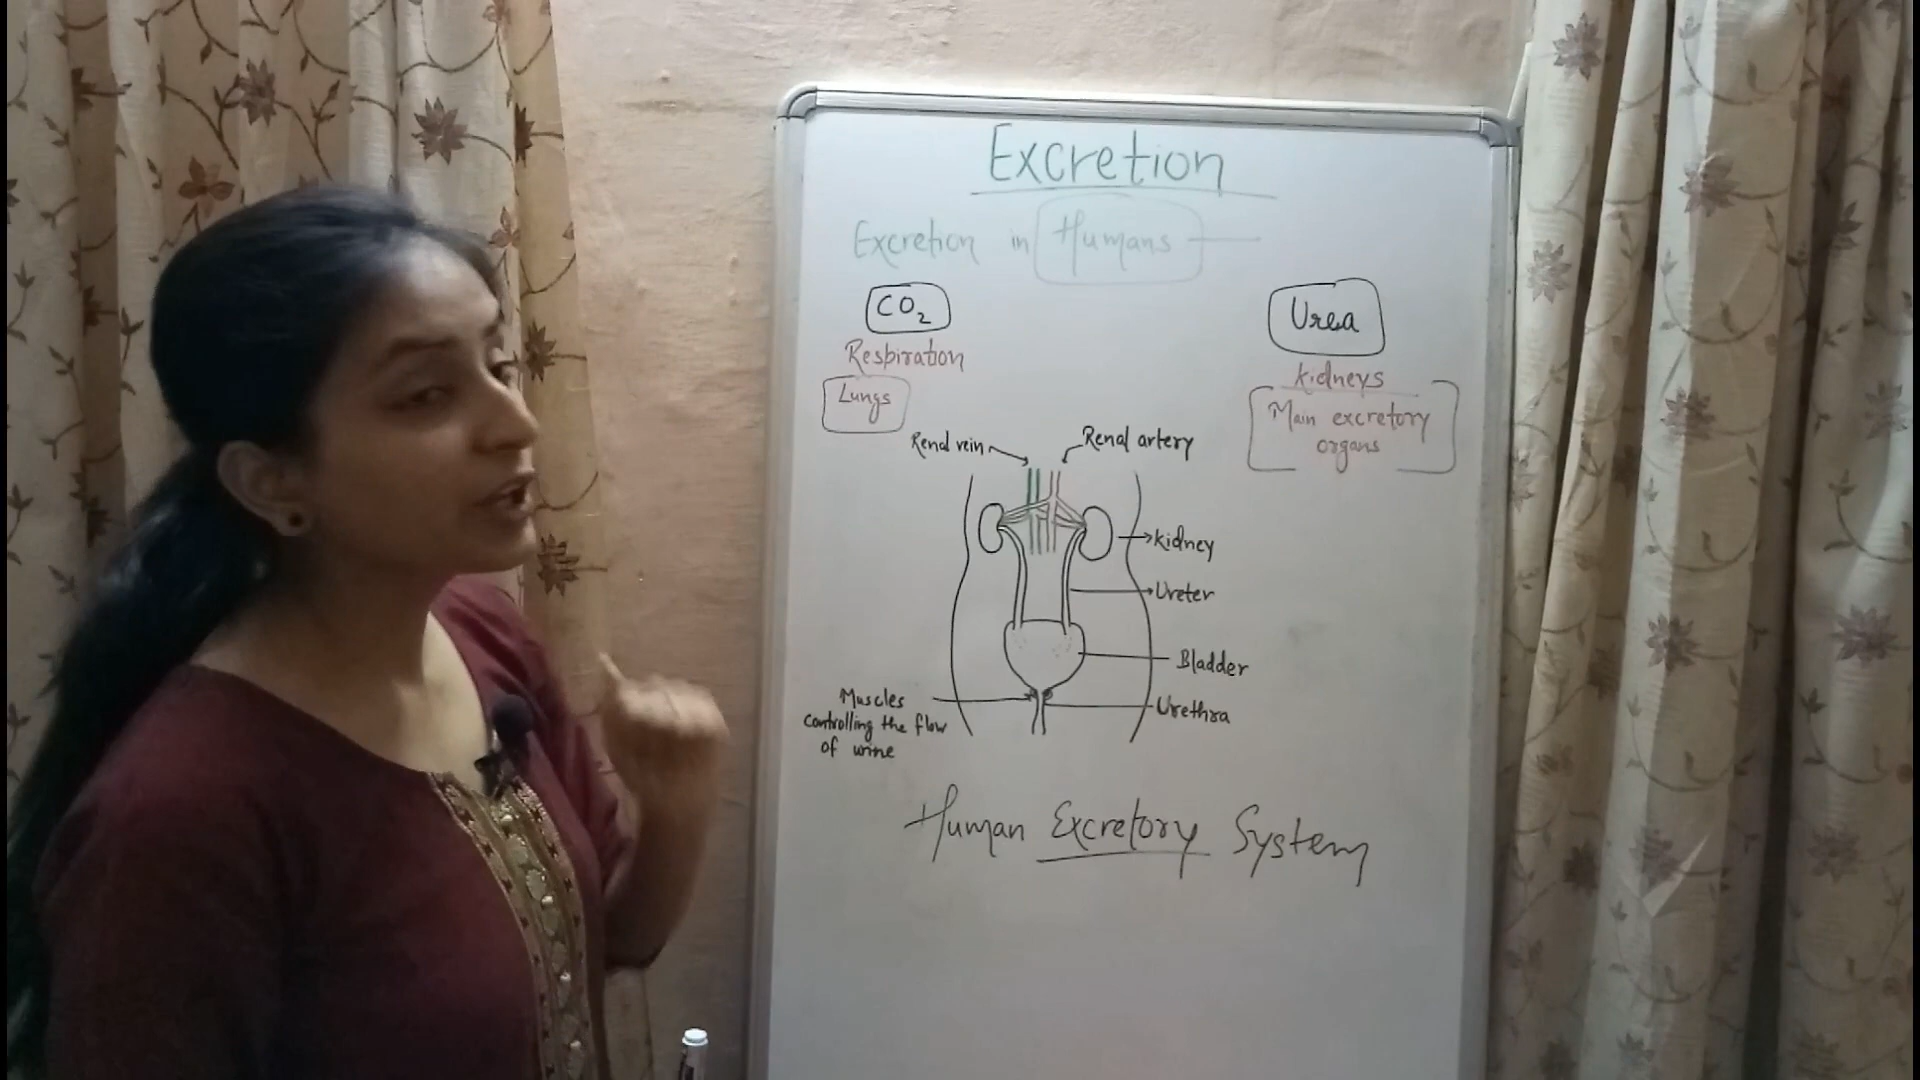 Excretion
Excretion in Humans
CO₂
Respiration
Lungs
Urea
Kidneys
Main excretory
organs
Renal vein
Renal artery
Kidney
Ureter
Bladder
Urethra
Muscles
controlling the flow
of urine
Human Excretory System